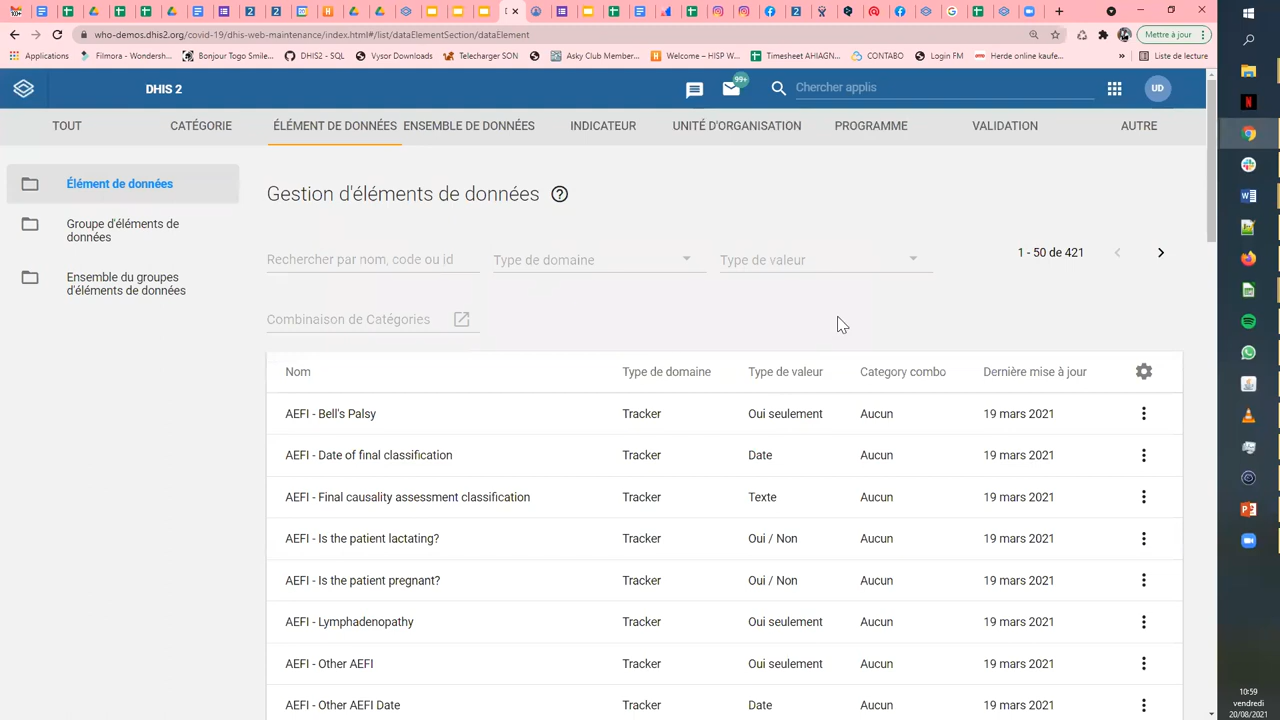 who-demos.dhis2.org/covid-19/dhis-web-maintenance/index.html#/list/dataElementSection/dataElement
Mettre à jour
Applications
Filmora - Wondersh...
Bonjour Togo Smile...
DHIS2 - SQL
Vysor Downloads
Telecharger SON
Asky Club Member...
Welcome – HISP W...
Timesheet AHIAGN...
CONTABO
Login FM
Herde kaufe...
»
Liste de lecture
DHIS 2
99+
Chercher applis
UD
TOUT
CATÉGORIE
ÉLÉMENT DE DONNÉES
ENSEMBLE DE DONNÉES
INDICATEUR
UNITÉ D'ORGANISATION
PROGRAMME
VALIDATION
AUTRE
Élément de données
Groupe d'éléments de
données
Ensemble du groupes
d'éléments de données
Gestion d'éléments de données
Rechercher par nom, code ou id
Type de domaine
Type de valeur
1 - 50 de 421
Combinaison de Catégories
Nom Type de domaine Type de valeur Category combo Dernière mise à jour
AEFI - Bell's Palsy Tracker Oui seulement Aucun 19 mars 2021
AEFI - Date of final classification Tracker Date Aucun 19 mars 2021
AEFI - Final causality assessment classification Tracker Texte Aucun 19 mars 2021
AEFI - Is the patient lactating? Tracker Oui / Non Aucun 19 mars 2021
AEFI - Is the patient pregnant? Tracker Oui / Non Aucun 19 mars 2021
AEFI - Lymphadenopathy Tracker Oui seulement Aucun 19 mars 2021
AEFI - Other AEFI Tracker Oui seulement Aucun 19 mars 2021
AEFI - Other AEFI Date Tracker Date Aucun 19 mars 2021
10:59
vendredi
20/08/2021